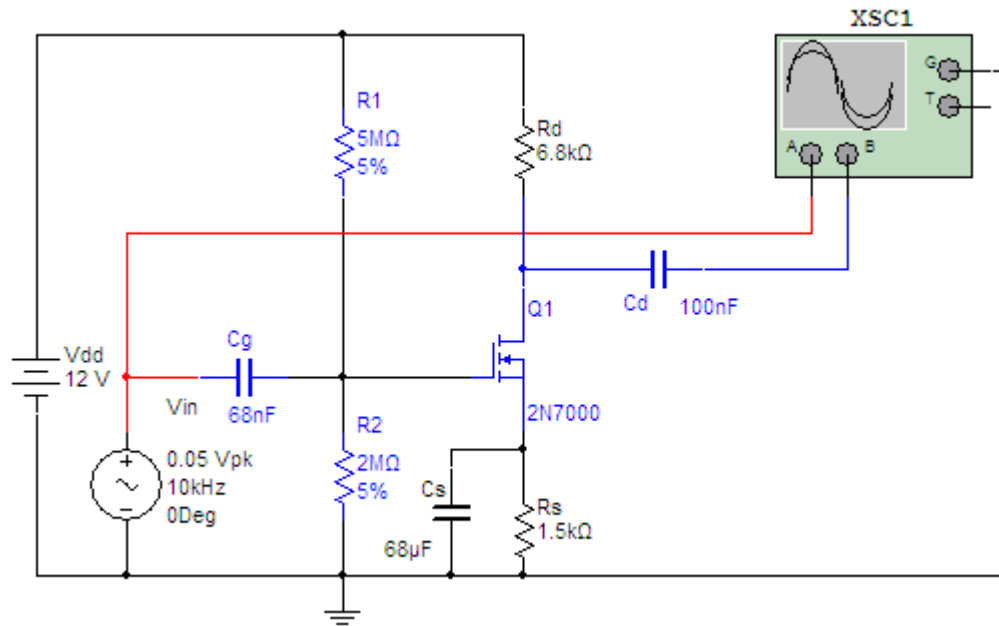 XSC1
G
T
A
B
R1
5MΩ
5%
Rd
6.8kΩ
Cd
100nF
Q1
Cg
68nF
Vdd
12 V
Vin
2N7000
R2
2MΩ
5%
0.05 Vpk
10kHz
0Deg
Cs
68µF
Rs
1.5kΩ